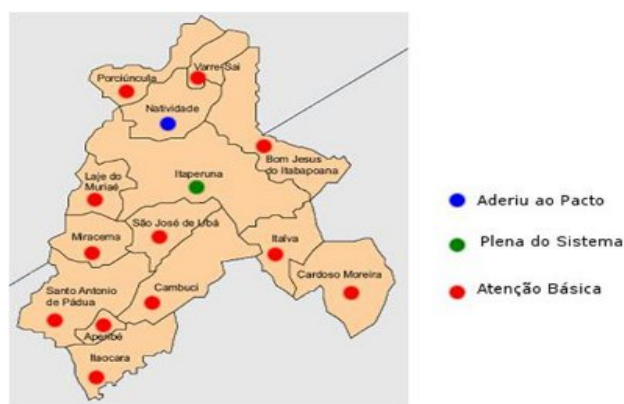 Varre-Sai
Porciúncula
Natividade
Bom Jesus
do Itabapoana
Laje do
Muriaé
Itaperuna
São José de Ubá
Miracema
Italva
Cardoso Moreira
Santo Antonio
de Pádua
Cambuci
Aperibé
Itaocara
Aderiu ao Pacto
Plena do Sistema
Atenção Básica